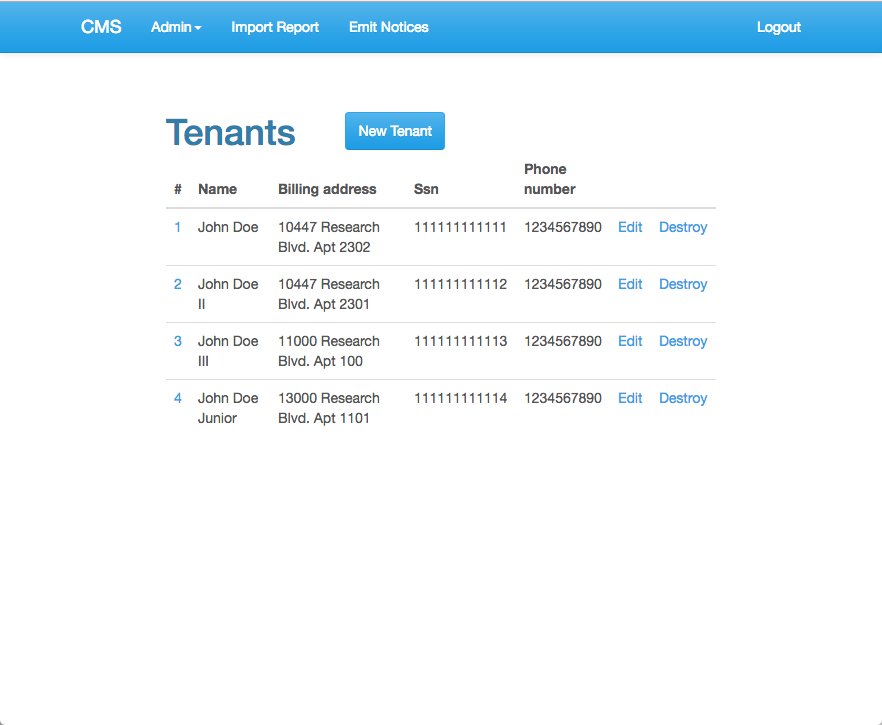 CMS Admin Import Report Emit Notices Logout
Tenants New Tenant
Phone
# Name Billing address Ssn number
1 John Doe 10447 Research 111111111111 1234567890 Edit Destroy
Blvd. Apt 2302
2 John Doe 10447 Research 111111111112 1234567890 Edit Destroy
II Blvd. Apt 2301
3 John Doe 11000 Research 111111111113 1234567890 Edit Destroy
III Blvd. Apt 100
4 John Doe 13000 Research 111111111114 1234567890 Edit Destroy
Junior Blvd. Apt 1101